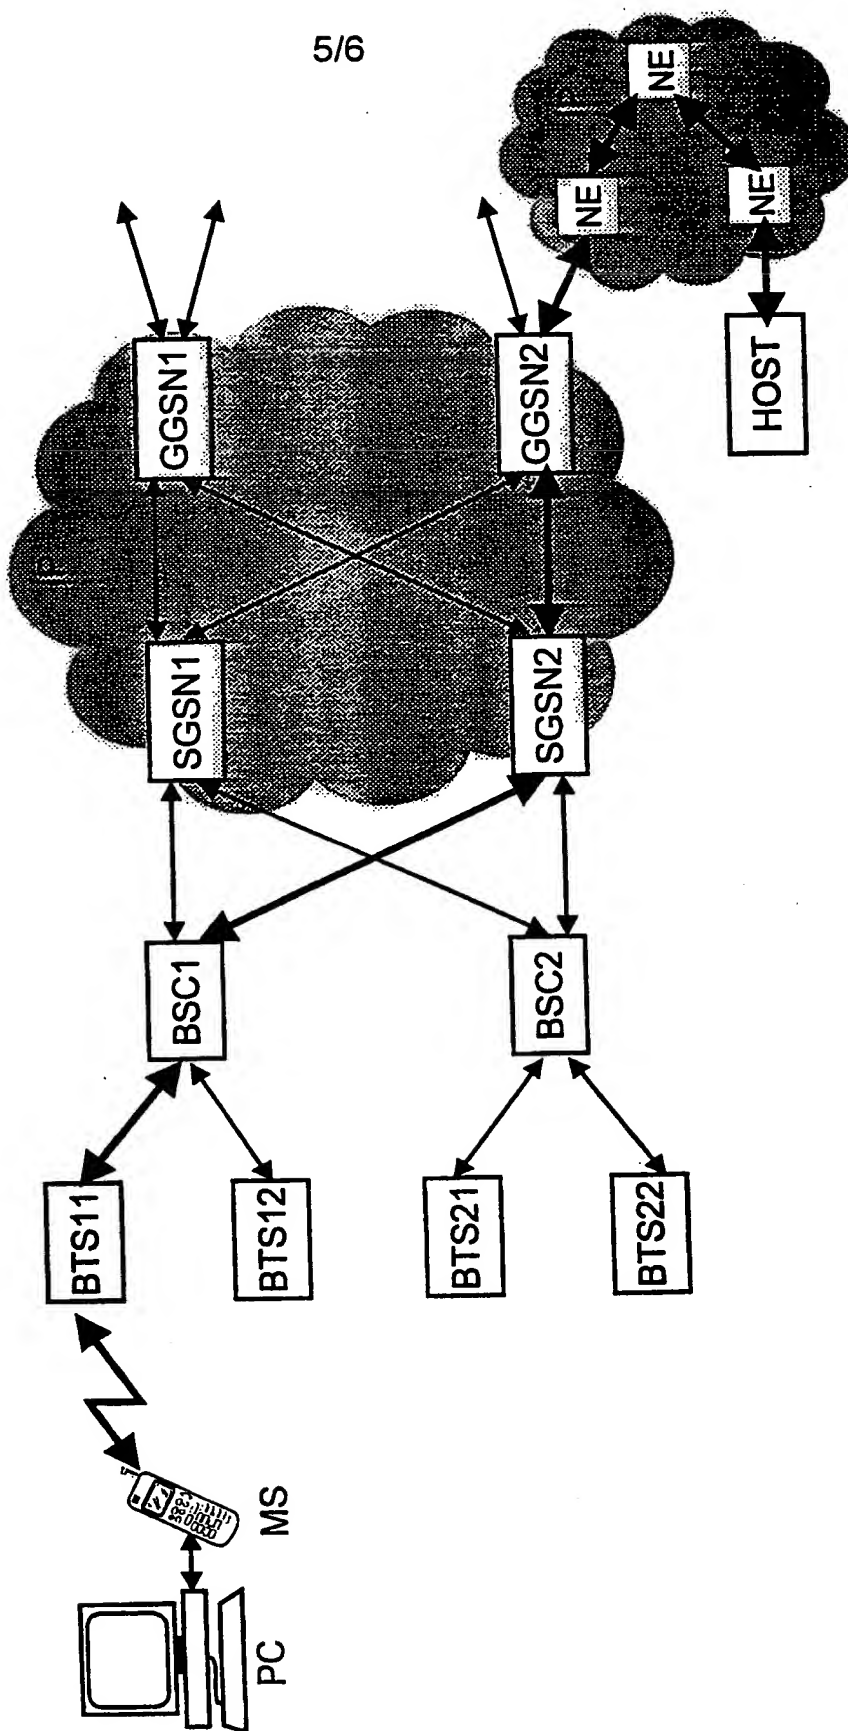 5/6
PC
MS
BTS11
BTS12
BTS21
BTS22
BSC1
BSC2
SGSN1
SGSN2
GGSN1
GGSN2
NE
NE
NE
HOST